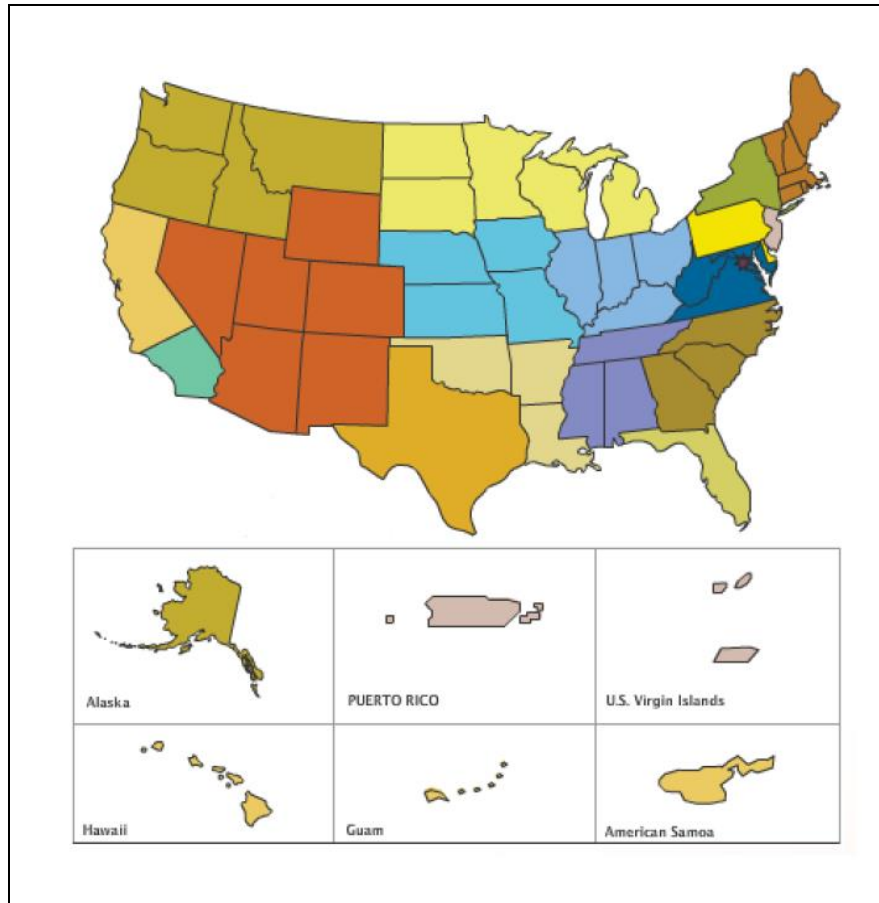 Alaska
PUERTO RICO
U.S. Virgin Islands
Hawaii
Guam
American Samoa